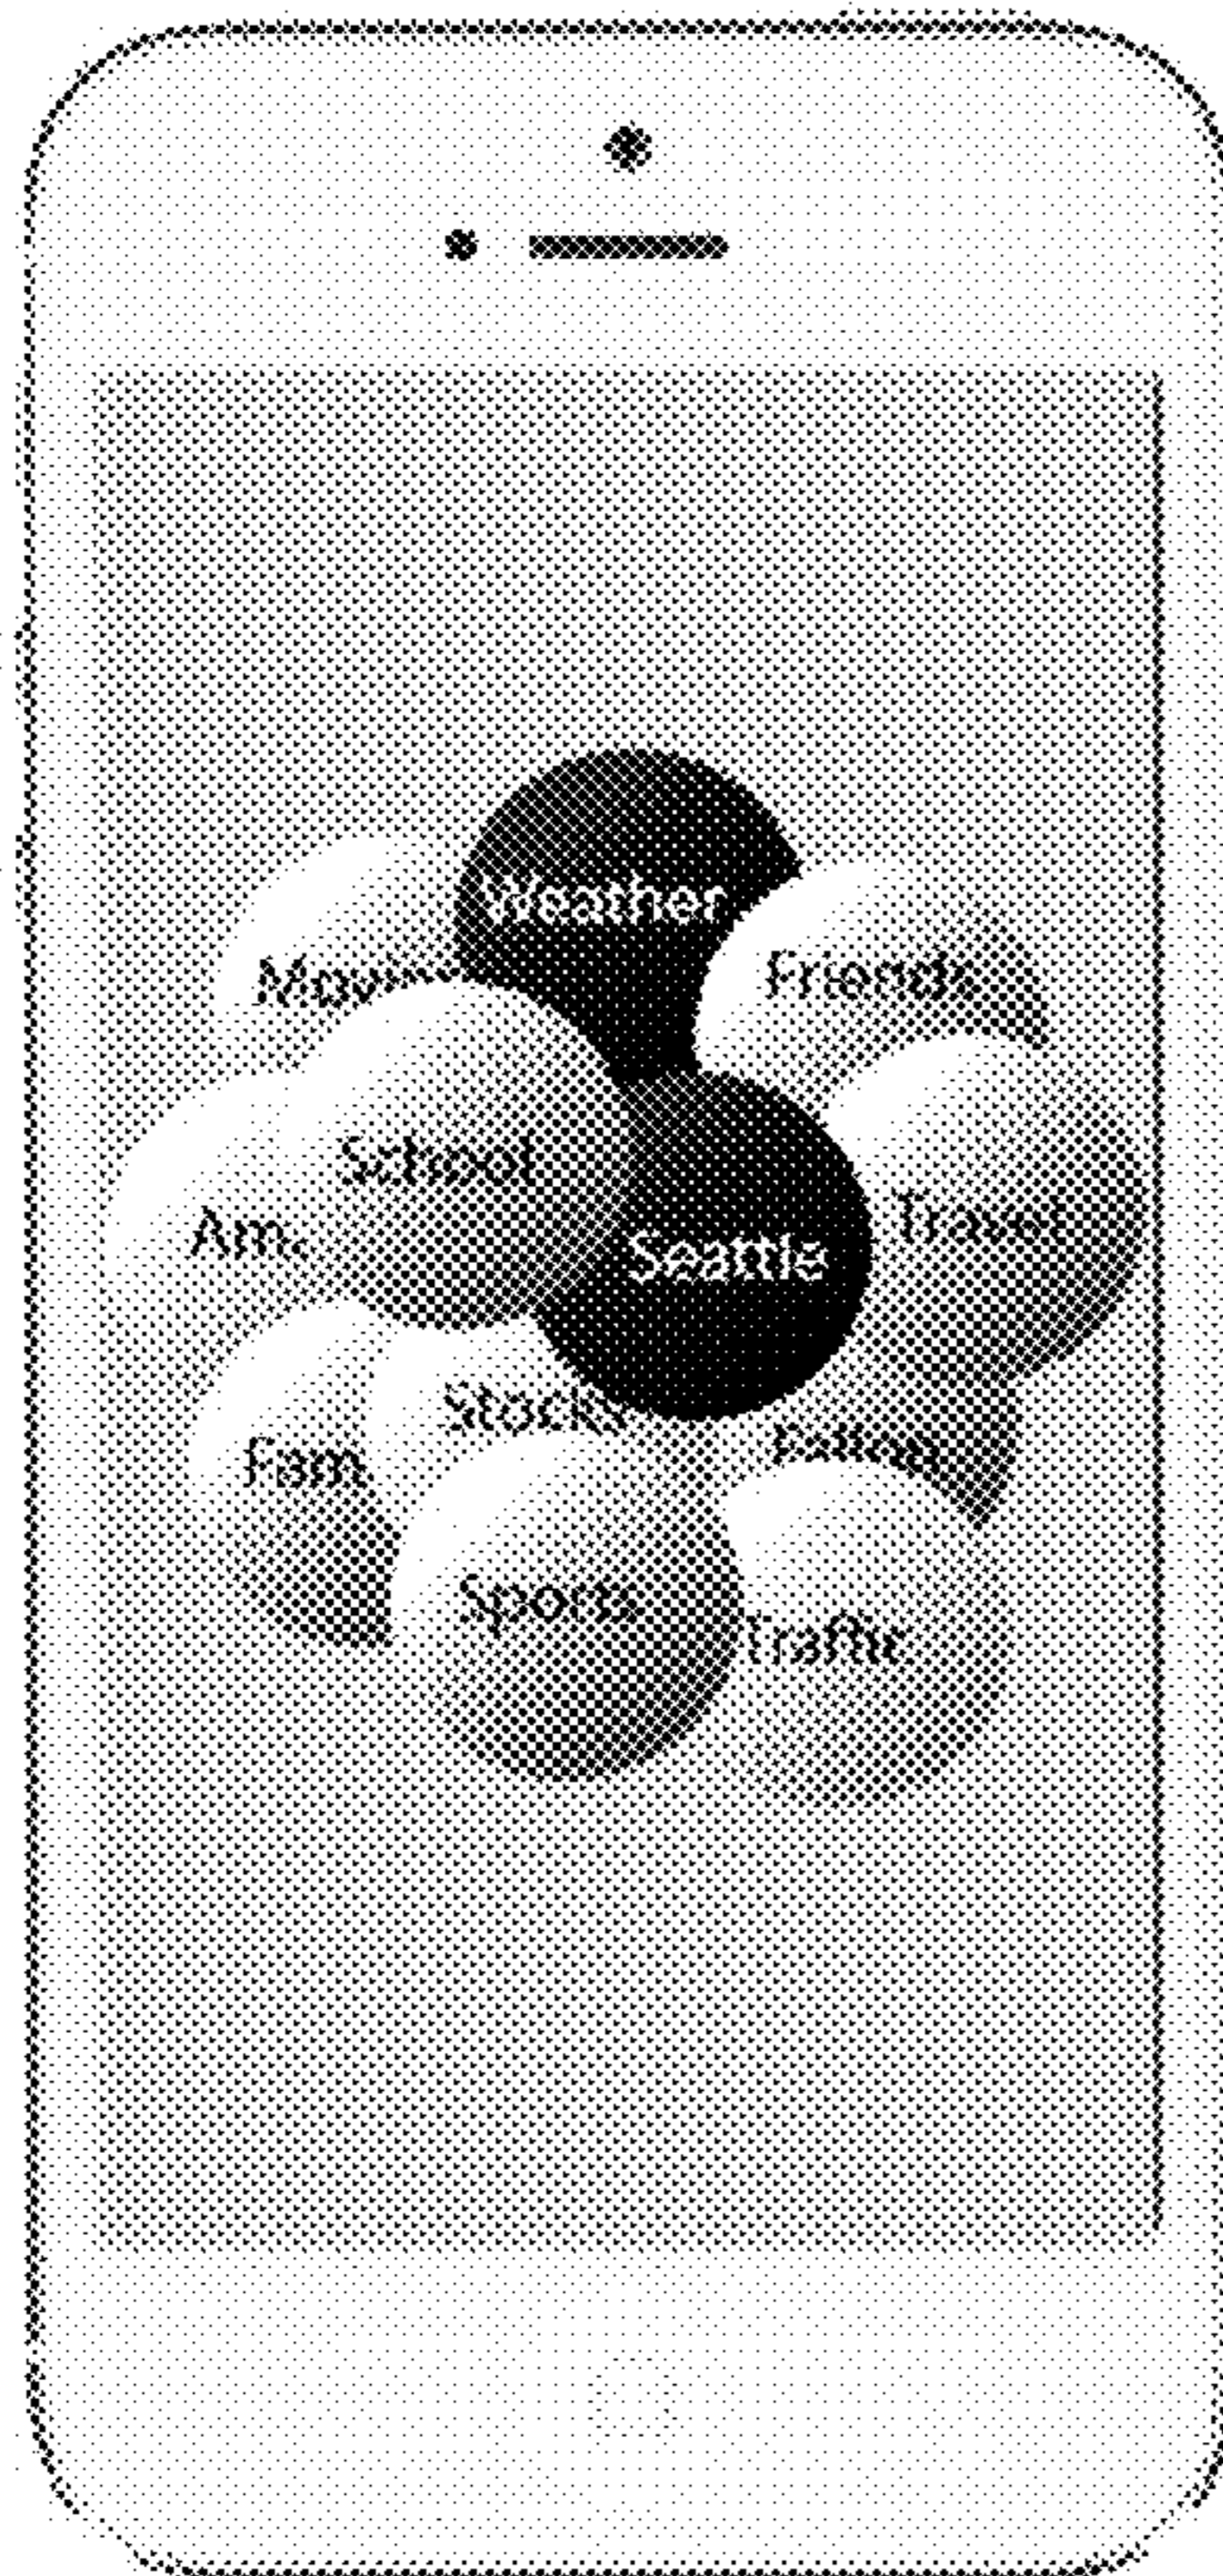 Weather
Friends
School
Am
Travel
Seattle
Stocks
Fam
Sports
Traffic